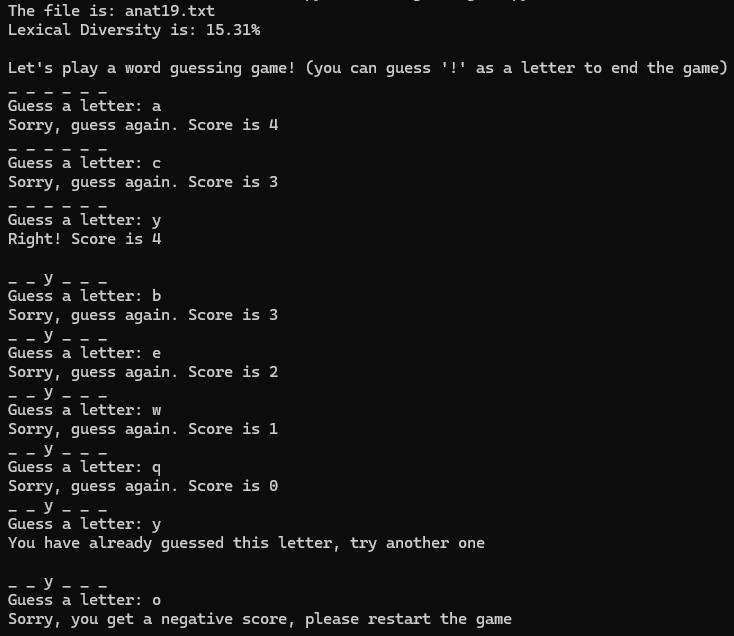 The file is: anat19.txt
Lexical Diversity is: 15.31%
Let's play a word guessing game! (you can guess '!' as a letter to end the game)
_ _ _ _ _ _
Guess a letter: a
Sorry, guess again. Score is 4
_ _ _ _ _ _
Guess a letter: c
Sorry, guess again. Score is 3
_ _ _ _ _ _
Guess a letter: y
Right! Score is 4
_ _ y _ _ _
Guess a letter: b
Sorry, guess again. Score is 3
_ _ y _ _ _
Guess a letter: e
Sorry, guess again. Score is 2
_ _ y _ _ _
Guess a letter: w
Sorry, guess again. Score is 1
_ _ y _ _ _
Guess a letter: q
Sorry, guess again. Score is 0
_ _ y _ _ _
Guess a letter: y
You have already guessed this letter, try another one
_ _ y _ _ _
Guess a letter: o
Sorry, you get a negative score, please restart the game